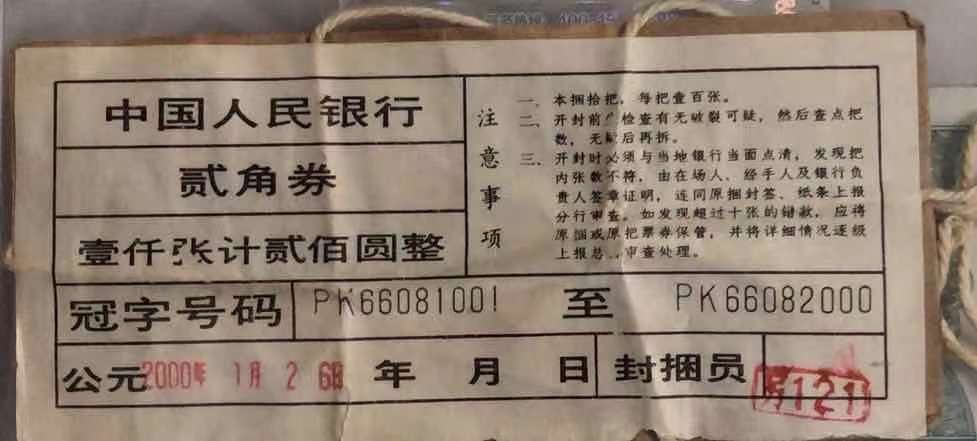 中国人民银行
贰角券
壹仟张计贰佰圆整
注意事项
一、本捆拾把，每把壹百张。
二、开封前 检查有无破裂可疑，然后查点把
数，无 后再拆。
三、开封时必须与当地银行当面点清，发现把
内张数不符，由在场人、经手人及银行负
责人签章证明，连同原捆封签、纸条上报
分行审查。如发现超过十张的错款，应将
原捆或原把票券保管，并将详细情况逐级
上报总 审查处理。
冠字号码 PK66081001 至 PK66082000
公元 2000年 1月 2 6日 年 月 日 封捆员 121